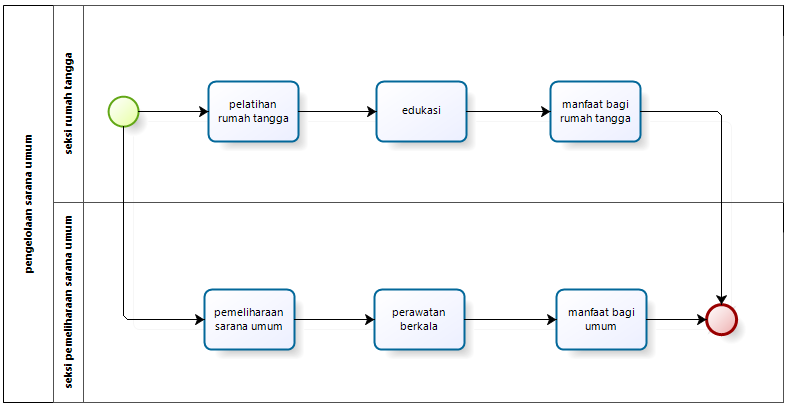 pengelolaan sarana umum
seksi rumah tangga
pelatihan
rumah tangga
edukasi
manfaat bagi
rumah tangga
seksi pemeliharaan sarana umum
pemeliharaan
sarana umum
perawatan
berkala
manfaat bagi
umum